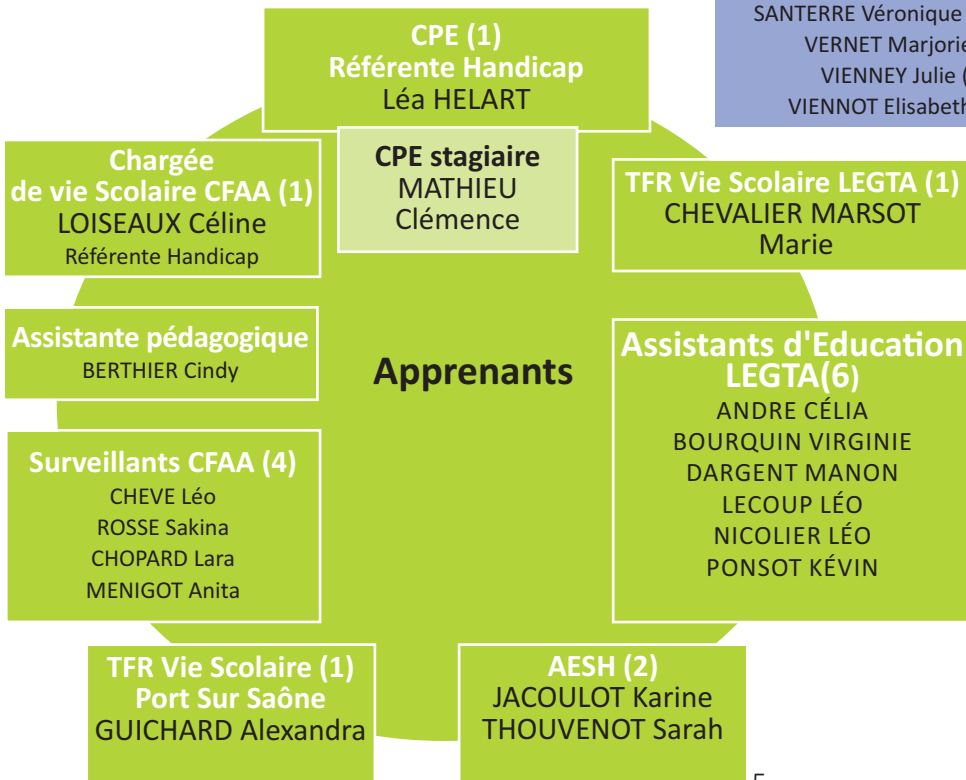 SANTERRE Véronique
VERNET Marjorie
VIENNEY Julie (
VIENNOT Elisabeth
CPE (1)
Référente Handicap
Léa HELART
CPE stagiaire
MATHIEU
Clémence
Chargée
de vie Scolaire CFAA (1)
LOISEAUX Céline
Référente Handicap
TFR Vie Scolaire LEGTA (1)
CHEVALIER MARSOT
Marie
Assistante pédagogique
BERTHIER Cindy
Apprenants
Assistants d'Education
LEGTA(6)
ANDRE CÉLIA
BOURQUIN VIRGINIE
DARGENT MANON
LECOUP LÉO
NICOLIER LÉO
PONSOT KÉVIN
Surveillants CFAA (4)
CHEVE Léo
ROSSE Sakina
CHOPARD Lara
MENIGOT Anita
TFR Vie Scolaire (1)
Port Sur Saône
GUICHARD Alexandra
AESH (2)
JACOULOT Karine
THOUVENOT Sarah